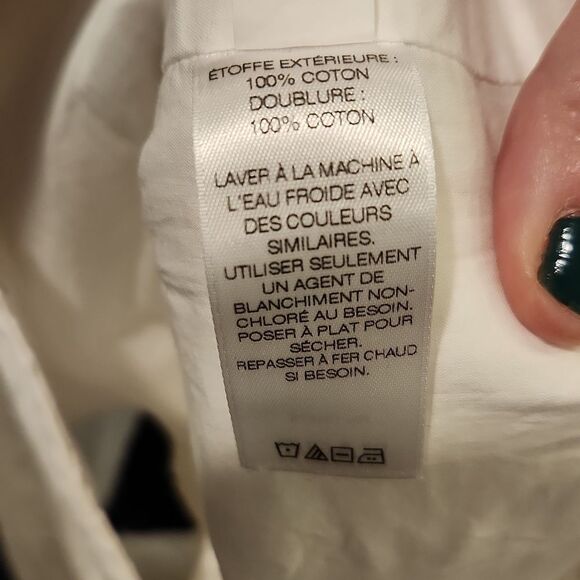 ÉTOFFE EXTÉRIEURE :
100% COTON
DOUBLURE :
100% COTON
LAVER À LA MACHINE À
L'EAU FROIDE AVEC
DES COULEURS
SIMILAIRES.
UTILISER SEULEMENT
UN AGENT DE
BLANCHIMENT NON-
CHLORÉ AU BESOIN.
POSER À PLAT POUR
SÉCHER.
REPASSER À FER CHAUD
SI BESOIN.